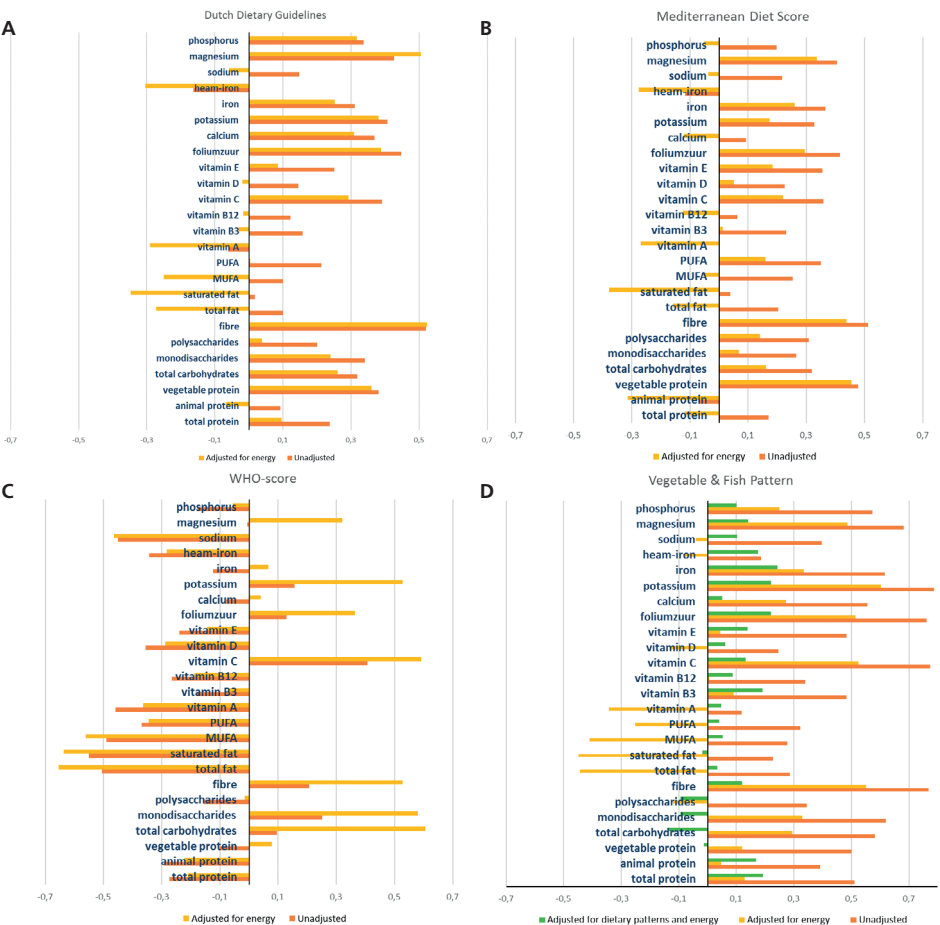 A
Dutch Dietary Guidelines
phosphorus
magnesium
sodium
heam-iron
iron
potassium
calcium
foliumzuur
vitamin E
vitamin D
vitamin C
vitamin B12
vitamin B3
vitamin A
PUFA
MUFA
saturated fat
total fat
fibre
polysaccharides
monodisaccharides
total carbohydrates
vegetable protein
animal protein
total protein
-0,7 -0,5 -0,3 -0,1 0,1 0,3 0,5 0,7
Adjusted for energy Unadjusted
B
Mediterranean Diet Score
phosphorus
magnesium
sodium
heam-iron
iron
potassium
calcium
foliumzuur
vitamin E
vitamin D
vitamin C
vitamin B12
vitamin B3
vitamin A
PUFA
MUFA
saturated fat
total fat
fibre
polysaccharides
monodisaccharides
total carbohydrates
vegetable protein
animal protein
total protein
-0,7 -0,5 -0,3 -0,1 0,1 0,3 0,5 0,7
Adjusted for energy Unadjusted
C
WHO-score
phosphorus
magnesium
sodium
heam-iron
iron
potassium
calcium
foliumzuur
vitamin E
vitamin D
vitamin C
vitamin B12
vitamin B3
vitamin A
PUFA
MUFA
saturated fat
total fat
fibre
polysaccharides
monodisaccharides
total carbohydrates
vegetable protein
animal protein
total protein
-0,7 -0,5 -0,3 -0,1 0,1 0,3 0,5 0,7
Adjusted for energy Unadjusted
D
Vegetable & Fish Pattern
phosphorus
magnesium
sodium
heam-iron
iron
potassium
calcium
foliumzuur
vitamin E
vitamin D
vitamin C
vitamin B12
vitamin B3
vitamin A
PUFA
MUFA
saturated fat
total fat
fibre
polysaccharides
monodisaccharides
total carbohydrates
vegetable protein
animal protein
total protein
-0,7 -0,5 -0,3 -0,1 0,1 0,3 0,5 0,7
Adjusted for dietary patterns and energy Adjusted for energy Unadjusted